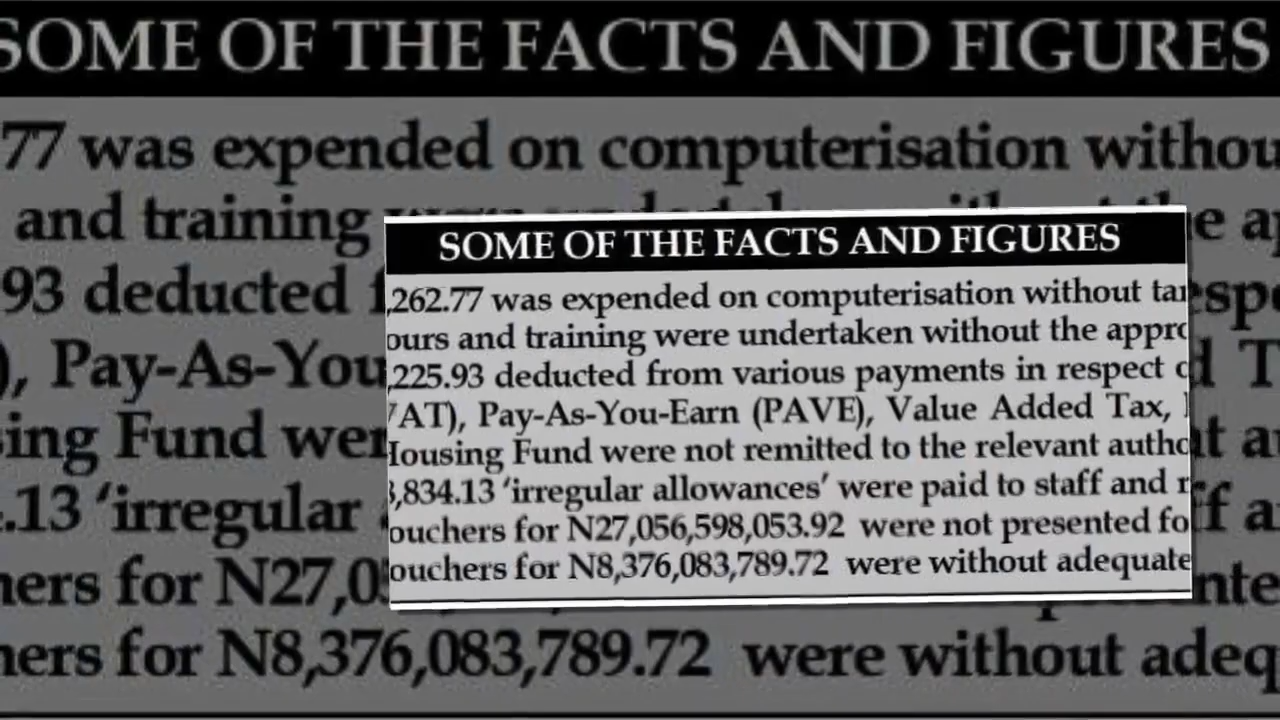 SOME OF THE FACTS AND FIGURES
77 was expended on computerisation withou
and training
93 deducted
), Pay-As-You
sing Fund wer
.13 ‘irregular
ners for N27,05
ners for N8,376,083,789.72 were without adeq
SOME OF THE FACTS AND FIGURES
,262.77 was expended on computerisation without tan
ours and training were undertaken without the appro
,225.93 deducted from various payments in respect o
AT), Pay-As-You-Earn (PAVE), Value Added Tax,
Housing Fund were not remitted to the relevant autho
3,834.13 ‘irregular allowances’ were paid to staff and r
ouchers for N27,056,598,053.92 were not presented fo
ouchers for N8,376,083,789.72 were without adequate